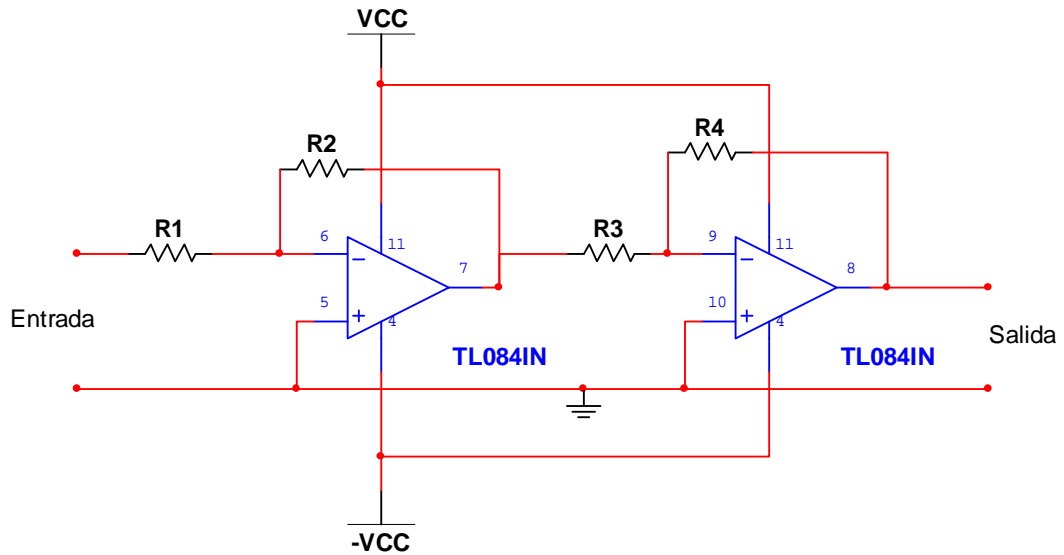 VCC
R4
R2
R1
R3
6
11
7
9
11
8
5
4
10
4
Entrada
TL084IN
TL084IN
Salida
-VCC